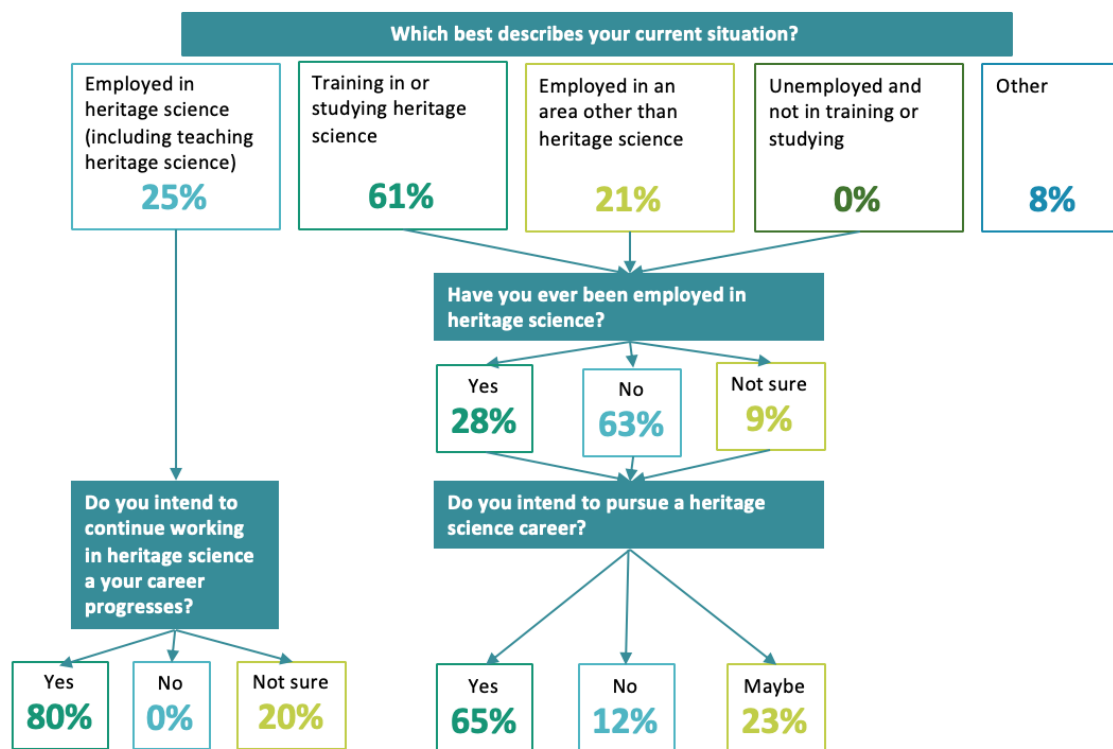 Which best describes your current situation?
Employed in
heritage science
(including teaching
heritage science)
25%
Training in or
studying heritage
science
61%
Employed in an
area other than
heritage science
21%
Unemployed and
not in training or
studying
0%
Other
8%
Have you ever been employed in
heritage science?
Yes
28%
No
63%
Not sure
9%
Do you intend to
continue working
in heritage science
a your career
progresses?
Do you intend to pursue a heritage
science career?
Yes
80%
No
0%
Not sure
20%
Yes
65%
No
12%
Maybe
23%